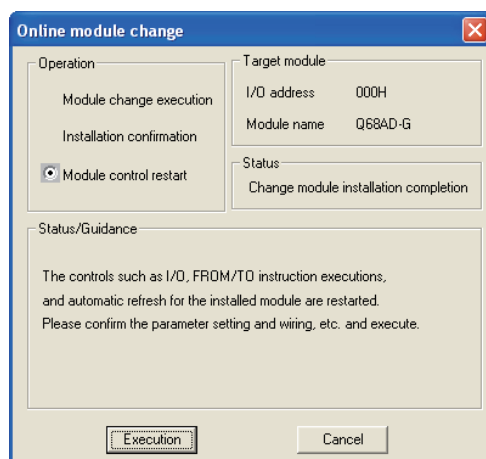 Online module change
Operation
Module change execution
Installation confirmation
Module control restart
Target module
I/O address 000H
Module name Q68AD-G
Status
Change module installation completion
Status/Guidance
The controls such as I/O, FROM/TO instruction executions,
and automatic refresh for the installed module are restarted.
Please confirm the parameter setting and wiring, etc. and execute.
Execution
Cancel